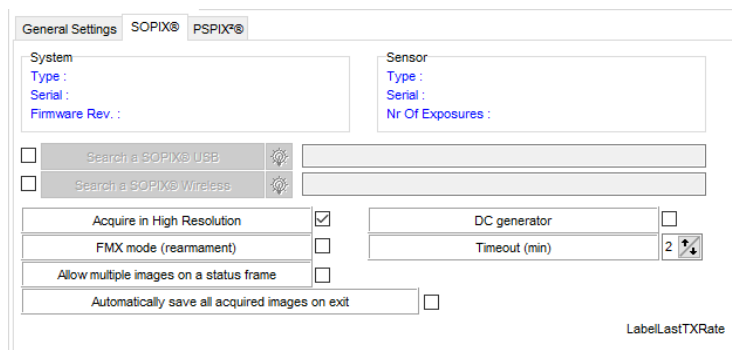 General Settings SOPIX® PSPIX²®
System
Type :
Serial :
Firmware Rev. :
Sensor
Type :
Serial :
Nr Of Exposures :
Search a SOPIX® USB
Search a SOPIX® Wireless
Acquire in High Resolution
DC generator
FMX mode (rearmament)
Timeout (min) 2
Allow multiple images on a status frame
Automatically save all acquired images on exit
LabelLastTXRate